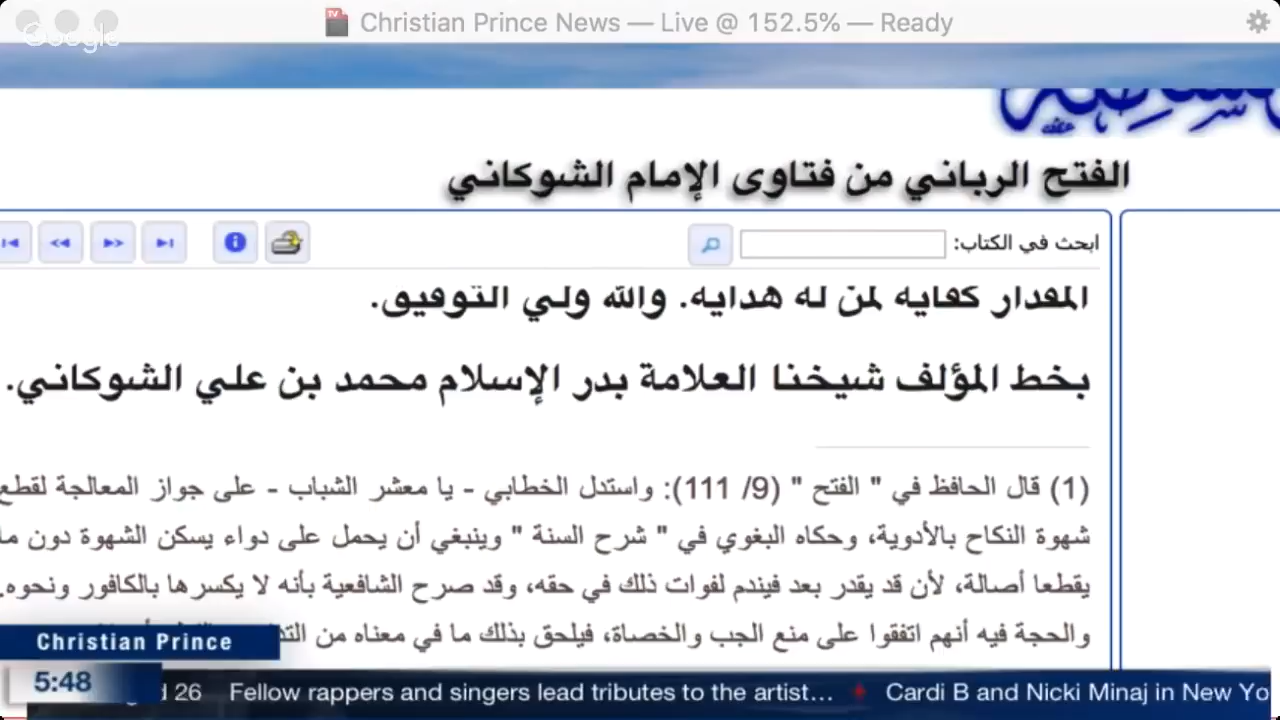 Christian Prince News — Live @ 152.5% — Ready
Google
الفتح الرباني من فتاوى الإمام الشوكاني
ابحث في الكتاب:
المقدار كفاية لمن له هداية. والله ولي التوفيق.
بخط المؤلف شيخنا العلامة بدر الإسلام محمد بن علي الشوكاني.
(1) قال الحافظ في " الفتح " (9/ 111): واستدل الخطابي - يا معشر الشباب - على جواز المعالجة لقطع
شهوة النكاح بالأدوية، وحكاه البغوي في " شرح السنة " وينبغي أن يحمل على دواء يسكن الشهوة دون ما
يقطعا أصالة، لأن قد يقدر بعد فيندم لفوات ذلك في حقه، وقد صرح الشافعية بأنه لا يكسرها بالكافور ونحوه.
والحجة فيه أنهم اتفقوا على منع الجب والخصاة، فيلحق بذلك ما في معناه من
Christian Prince
5:48
26 Fellow rappers and singers lead tributes to the artist... Cardi B and Nicki Minaj in New Yo